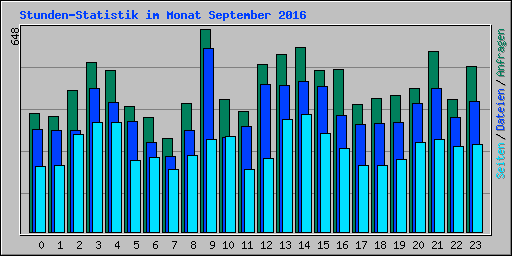 Stunden-Statistik im Monat September 2016
648
Seiten / Dateien / Anfragen
0 1 2 3 4 5 6 7 8 9 10 11 12 13 14 15 16 17 18 19 20 21 22 23